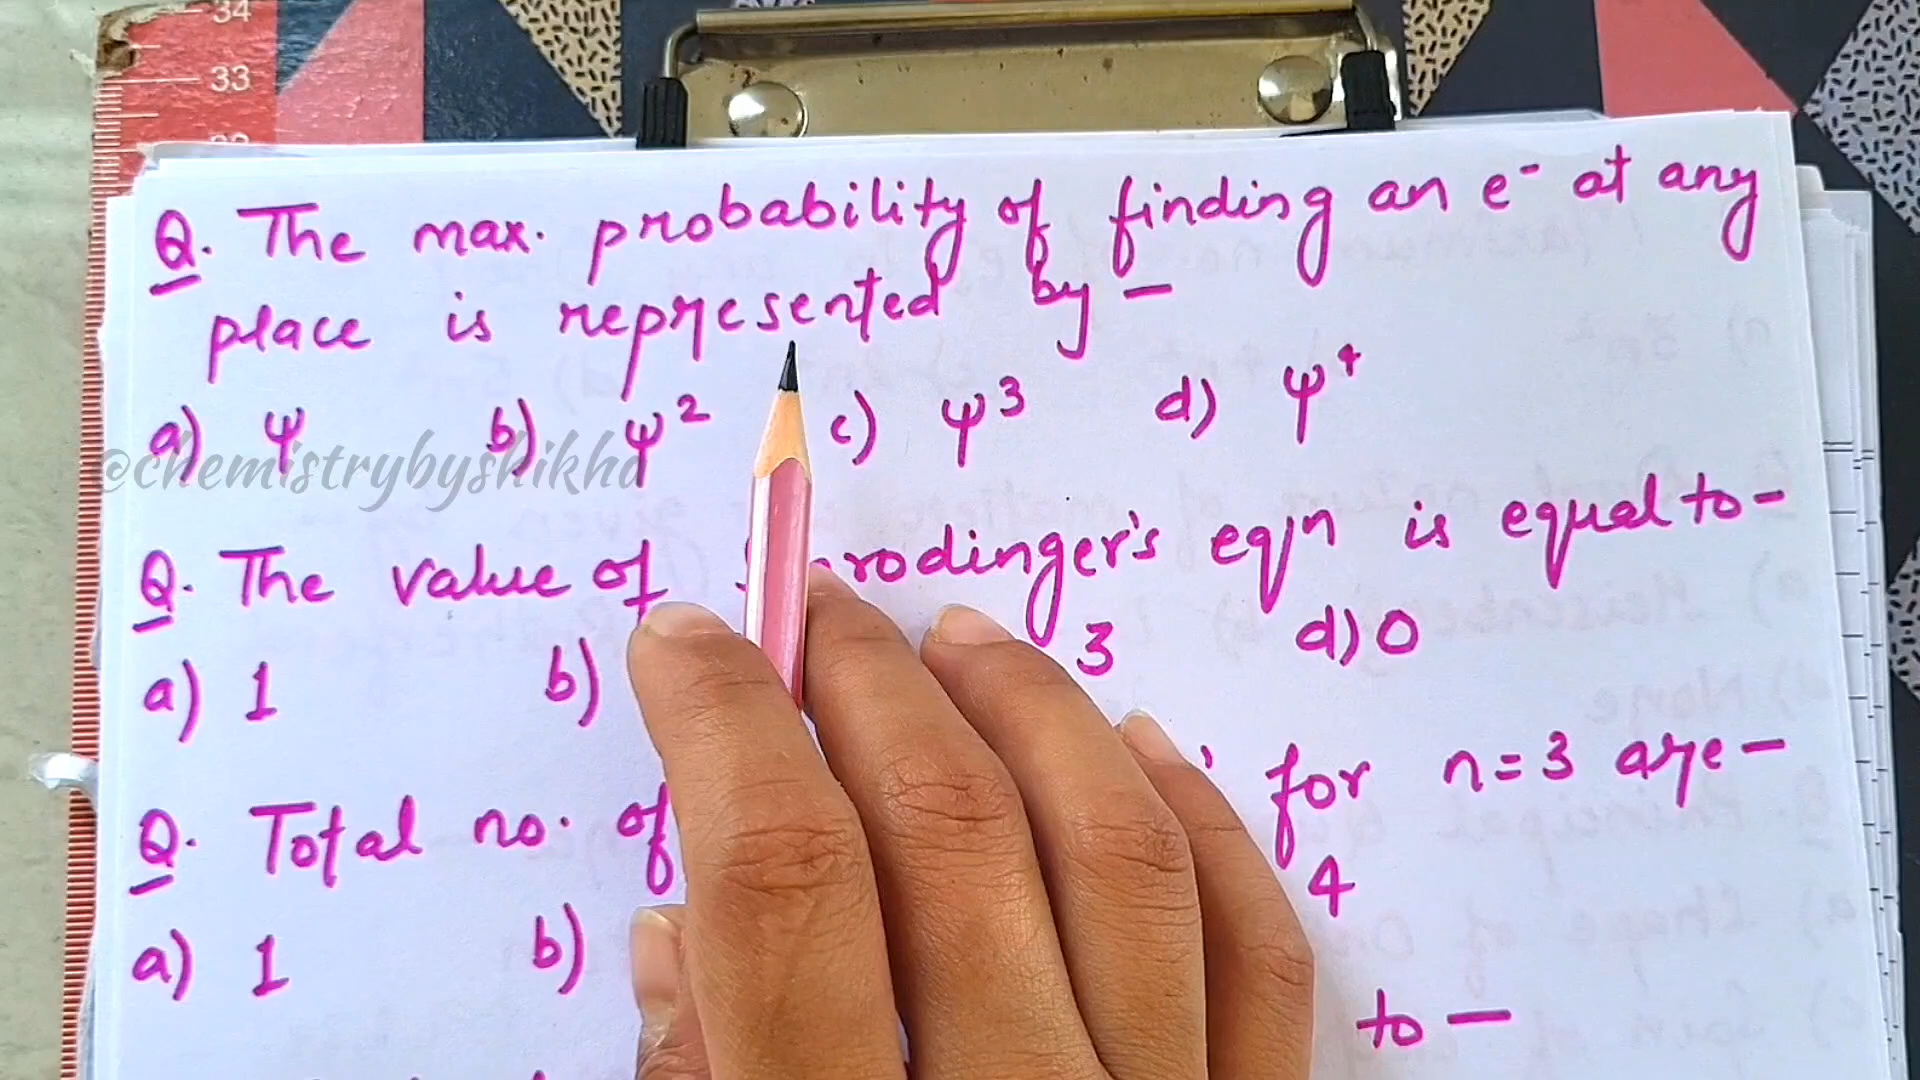 34
33
Q. The max. probability of finding an e⁻ at any
place is represented by –
a) ψ b) ψ² c) ψ³ d) ψ⁴
@chemistrybyshikha
Q. The value of Schrodinger's eqⁿ is equal to –
a) 1 b) 3 d) 0
Q. Total no. of for n=3 are –
a) 1 b) 4
to –